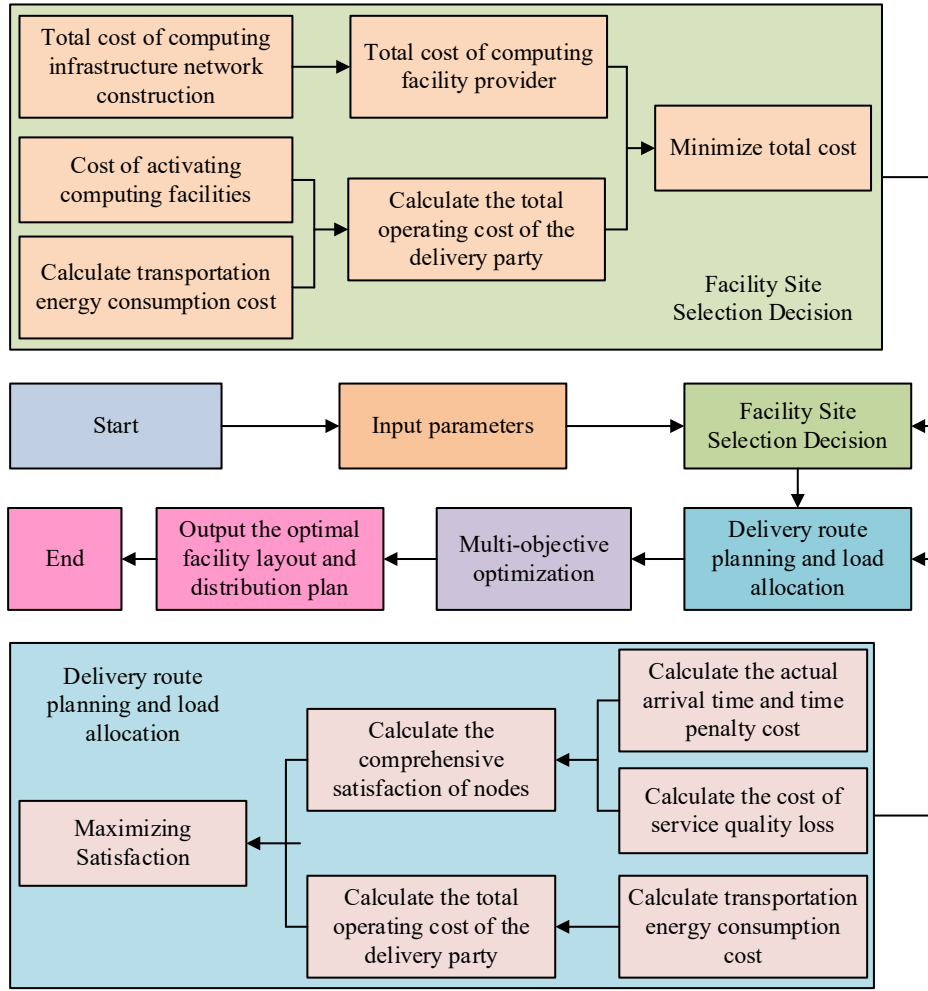 Total cost of computing
infrastructure network
construction
Total cost of computing
facility provider
Minimize total cost
Cost of activating
computing facilities
Calculate the total
operating cost of the
delivery party
Calculate transportation
energy consumption cost
Facility Site
Selection Decision
Start
Input parameters
Facility Site
Selection Decision
End
Output the optimal
facility layout and
distribution plan
Multi-objective
optimization
Delivery route
planning and load
allocation
Delivery route
planning and load
allocation
Calculate the actual
arrival time and time
penalty cost
Calculate the
comprehensive
satisfaction of nodes
Calculate the cost of
service quality loss
Maximizing
Satisfaction
Calculate the total
operating cost of the
delivery party
Calculate transportation
energy consumption
cost